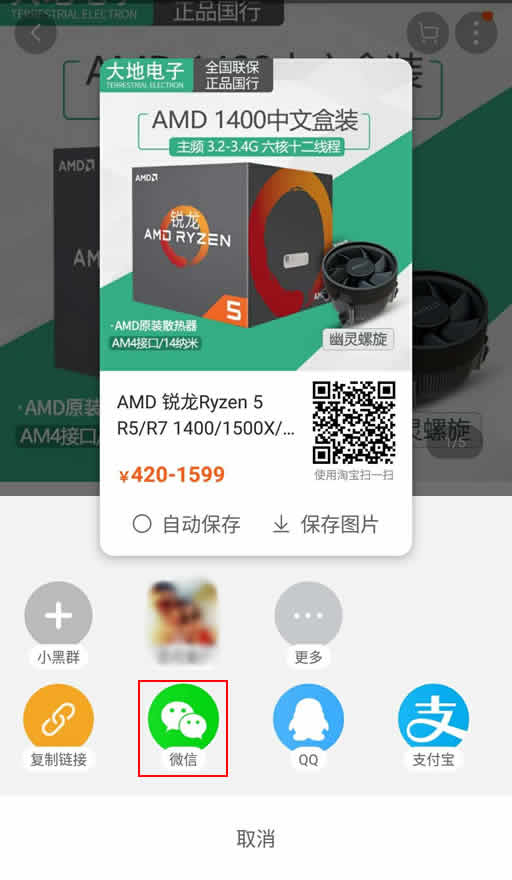 TERRESTRIAL ELECTRON
正品国行
大地电子
TERRESTRIAL ELECTRON
全国联保
正品国行
AMD 1400中文盒装
主频 3.2-3.4G 六核十二线程
AMD
AMD
锐龙
AMD RYZEN
5
AMD
·AMD原装散热器
AM4接口/14纳米
幽灵螺旋
·AMD原装
AM4接口/
灵螺旋
1/5
AMD 锐龙Ryzen 5
R5/R7 1400/1500X/...
¥420-1599
使用淘宝扫一扫
自动保存
保存图片
小黑群
更多
复制链接
微信
QQ
支付宝
支
取消